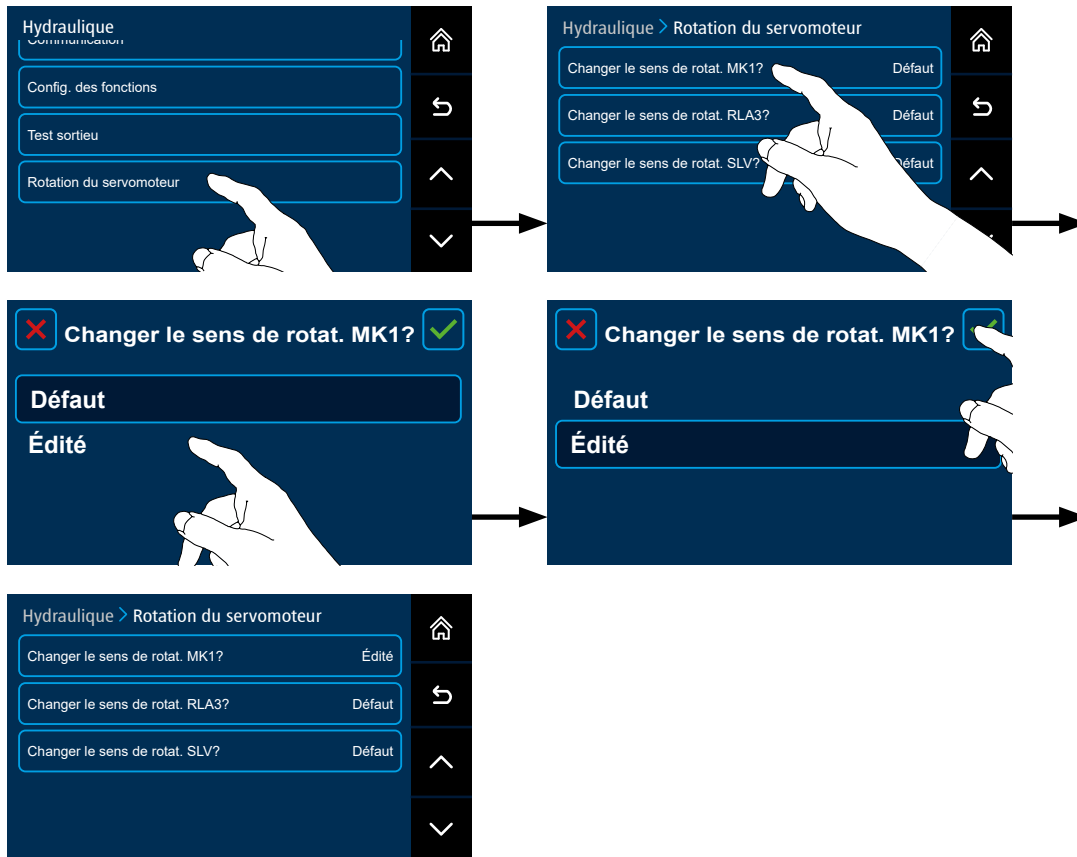 Hydraulique
Communication
Config. des fonctions
Test sortieu
Rotation du servomoteur
Hydraulique > Rotation du servomoteur
Changer le sens de rotat. MK1? Défaut
Changer le sens de rotat. RLA3? Défaut
Changer le sens de rotat. SLV? Défaut
Changer le sens de rotat. MK1?
Défaut
Édité
Changer le sens de rotat. MK1?
Défaut
Édité
Hydraulique > Rotation du servomoteur
Changer le sens de rotat. MK1? Édité
Changer le sens de rotat. RLA3? Défaut
Changer le sens de rotat. SLV? Défaut